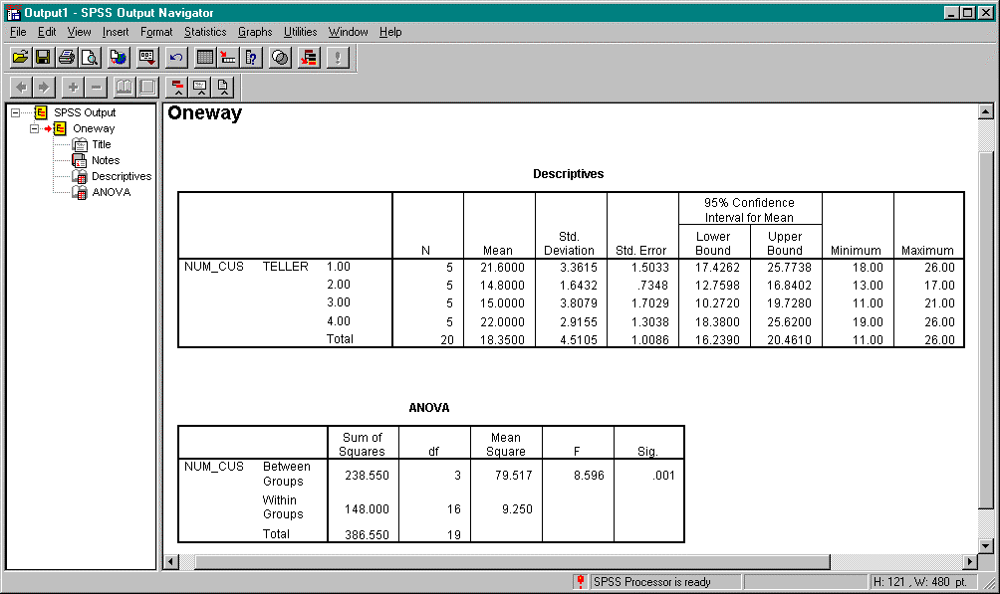 Output1 - SPSS Output Navigator
File Edit View Insert Format Statistics Graphs Utilities Window Help
SPSS Output
Oneway
Title
Notes
Descriptives
ANOVA
Oneway
Descriptives
95% Confidence
Interval for Mean
Std. Lower Upper
N Mean Deviation Std. Error Bound Bound Minimum Maximum
NUM_CUS TELLER 1.00 5 21.6000 3.3615 1.5033 17.4262 25.7738 18.00 26.00
2.00 5 14.8000 1.6432 .7348 12.7598 16.8402 13.00 17.00
3.00 5 15.0000 3.8079 1.7029 10.2720 19.7280 11.00 21.00
4.00 5 22.0000 2.9155 1.3038 18.3800 25.6200 19.00 26.00
Total 20 18.3500 4.5105 1.0086 16.2390 20.4610 11.00 26.00
ANOVA
Sum of Mean
Squares df Square F Sig.
NUM_CUS Between
Groups 238.550 3 79.517 8.596 .001
Within
Groups 148.000 16 9.250
Total 386.550 19
SPSS Processor is ready
H: 121 , W: 480 pt.